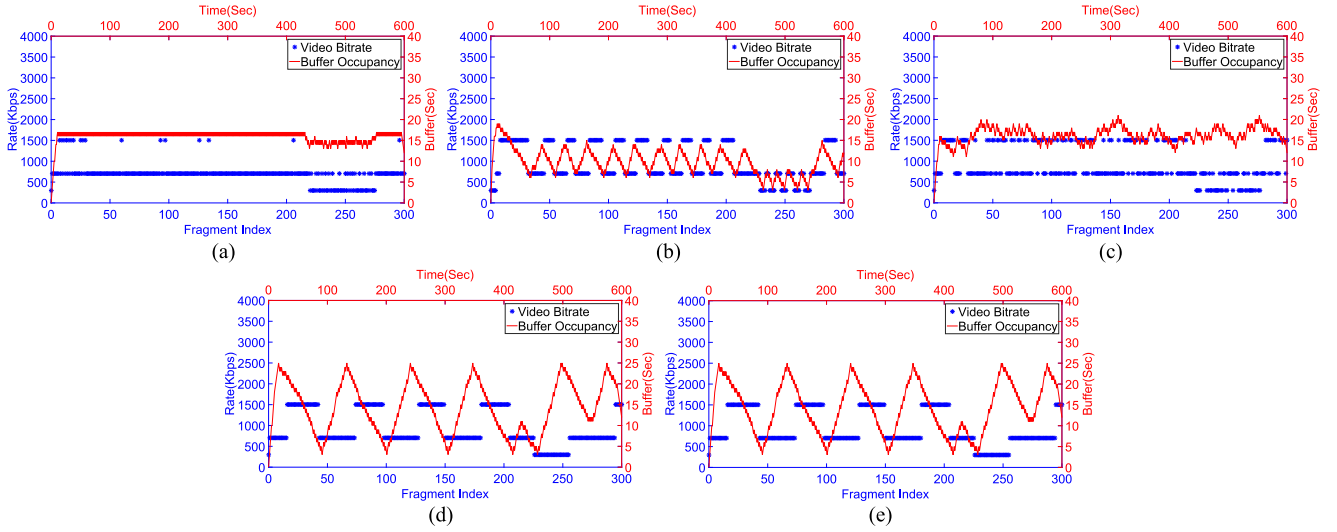 Time(Sec)
0 100 200 300 400 500 600
4000 3500 3000 2500 2000 1500 1000 500 0
Rate(Kbps)
Video Bitrate
Buffer Occupancy
40 35 30 25 20 15 10 5 0
Buffer(Sec)
0 50 100 150 200 250 300
Fragment Index
(a)
Time(Sec)
0 100 200 300 400 500 600
4000 3500 3000 2500 2000 1500 1000 500 0
Rate(Kbps)
Video Bitrate
Buffer Occupancy
40 35 30 25 20 15 10 5 0
Buffer(Sec)
0 50 100 150 200 250 300
Fragment Index
(b)
Time(Sec)
0 100 200 300 400 500 600
4000 3500 3000 2500 2000 1500 1000 500 0
Rate(Kbps)
Video Bitrate
Buffer Occupancy
40 35 30 25 20 15 10 5 0
Buffer(Sec)
0 50 100 150 200 250 300
Fragment Index
(c)
Time(Sec)
0 100 200 300 400 500 600
4000 3500 3000 2500 2000 1500 1000 500 0
Rate(Kbps)
Video Bitrate
Buffer Occupancy
40 35 30 25 20 15 10 5 0
Buffer(Sec)
0 50 100 150 200 250 300
Fragment Index
(d)
Time(Sec)
0 100 200 300 400 500 600
4000 3500 3000 2500 2000 1500 1000 500 0
Rate(Kbps)
Video Bitrate
Buffer Occupancy
40 35 30 25 20 15 10 5 0
Buffer(Sec)
0 50 100 150 200 250 300
Fragment Index
(e)